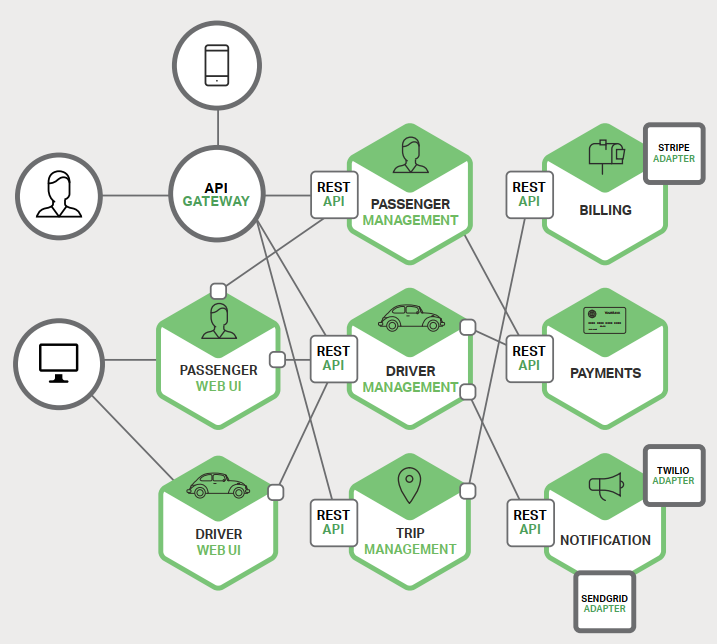 API
GATEWAY
REST
API
PASSENGER
MANAGEMENT
REST
API
BILLING
STRIPE
ADAPTER
PASSENGER
WEB UI
REST
API
DRIVER
MANAGEMENT
REST
API
PAYMENTS
DRIVER
WEB UI
REST
API
TRIP
MANAGEMENT
REST
API
NOTIFICATION
TWILIO
ADAPTER
SENDGRID
ADAPTER